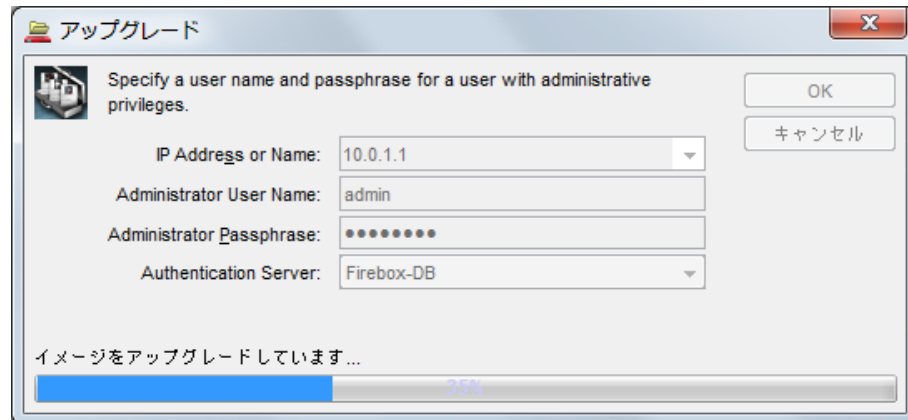 アップグレード
Specify a user name and passphrase for a user with administrative
privileges.
OK
キャンセル
IP Address or Name: 10.0.1.1
Administrator User Name: admin
Administrator Passphrase: ●●●●●●●●
Authentication Server: Firebox-DB
イメージをアップグレードしています...
35%